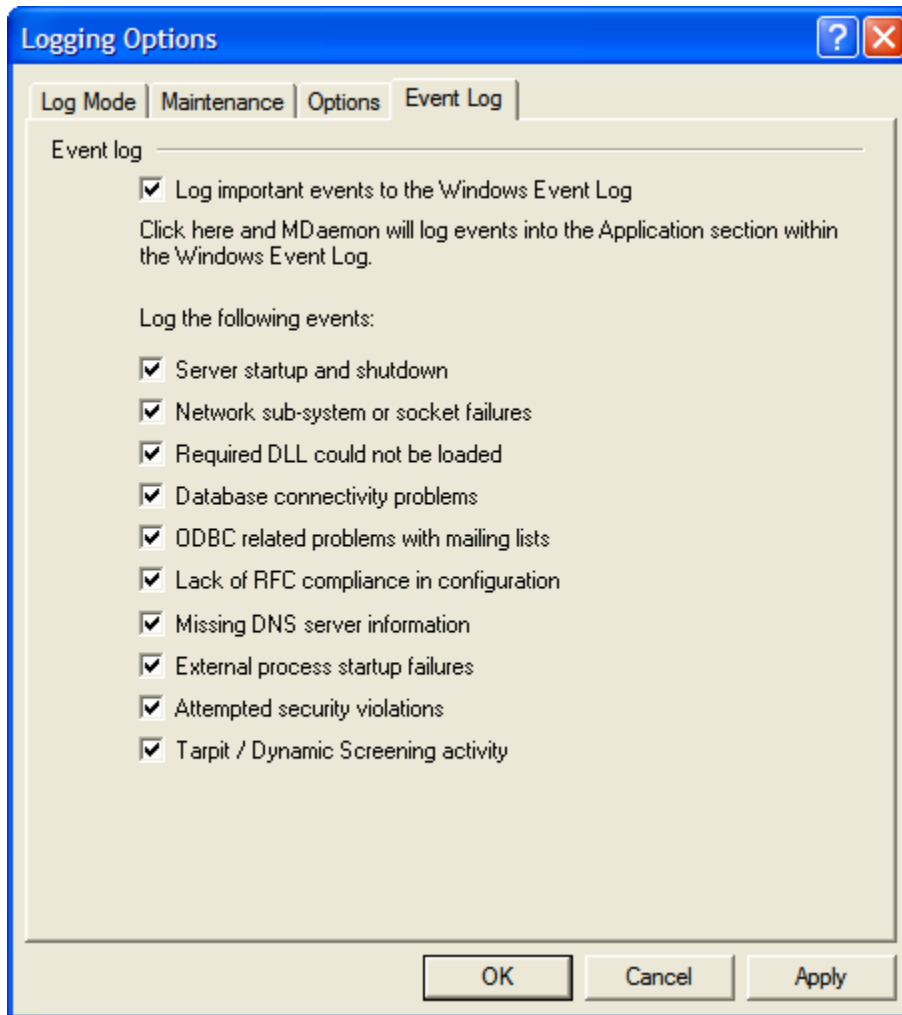 Logging Options
Log Mode Maintenance Options Event Log
Event log
Log important events to the Windows Event Log
Click here and MDaemon will log events into the Application section within
the Windows Event Log.
Log the following events:
Server startup and shutdown
Network sub-system or socket failures
Required DLL could not be loaded
Database connectivity problems
ODBC related problems with mailing lists
Lack of RFC compliance in configuration
Missing DNS server information
External process startup failures
Attempted security violations
Tarpit / Dynamic Screening activity
OK Cancel Apply